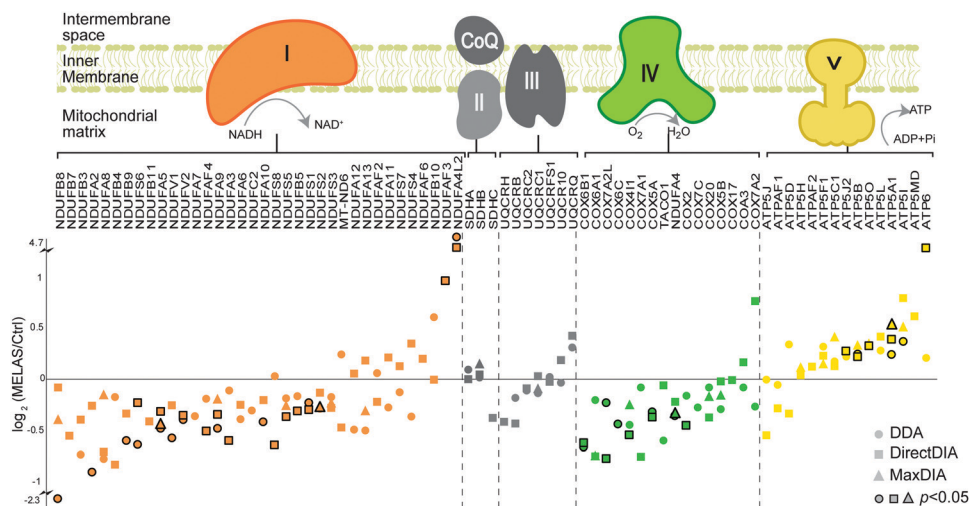 Intermembrane
space
Inner
Membrane
Mitochondrial
matrix
I
NADH
NAD⁺
CoQ
II
III
IV
O₂
H₂O
V
ATP
ADP+Pi
NDUFB8
NDUFB7
NDUFB3
NDUFA2
NDUFA8
NDUFB4
NDUFB9
NDUFS6
NDUFB11
NDUFA5
NDUFV1
NDUFV2
NDUFA7
NDUFAF4
NDUFA9
NDUFA3
NDUFB6
NDUFC2
NDUFA10
NDUFS8
NDUFS5
NDUFB5
NDUFS1
NDUFS2
MT-ND6
NDUFA12
NDUFA13
NDUFAF2
NDUFA11
NDUFS7
NDUFS4
NDUFAF6
NDUFB10
NDUFAF3
NDUFA4L2
SDHA
SDHB
SDHC
UQCRH
UQCRB
UQCRC2
UQCRC1
UQCRFS1
UQCR10
UQCRQ
COX6B1
COX6A1
COX7A2L
COX6C
COX4I1
COX7A1
COX5A
TACO1
NDUFA4
COX2
COX7C
COX20
COX5B
COX17
COA3
COX7A2
ATP5J
ATPAF1
ATP5D
ATP5H
ATPAF2
ATP5F1
ATP5C1
ATP5J2
ATP5B
ATP5O
ATP5L
ATP5A1
ATP5I
ATP5MD
ATP6
log₂ (MELAS/Ctrl)
4.7
1
0.5
0
-0.5
-1
-2.3
DDA
DirectDIA
MaxDIA
p<0.05